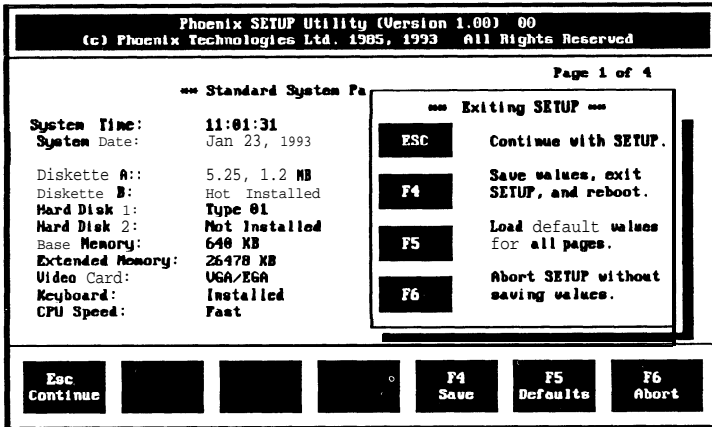 Phoenix SETUP Utility (Version 1.00) 00
(c) Phoenix Technologies Ltd. 1985, 1993 All Rights Reserved
Page 1 of 4
** Standard System Pa
System Time: 11:01:31
System Date: Jan 23, 1993
Diskette A:: 5.25, 1.2 MB
Diskette B: Hot Installed
Hard Disk 1: Type 01
Hard Disk 2: Not Installed
Base Memory: 640 KB
Extended Memory: 26478 KB
Video Card: VGA/EGA
Keyboard: Installed
CPU Speed: Fast
** Exiting SETUP **
ESC Continue with SETUP.
F4 Save values, exit
SETUP, and reboot.
F5 Load default values
for all pages.
F6 Abort SETUP without
saving values.
Esc F4 F5 F6
Continue Save Defaults Abort